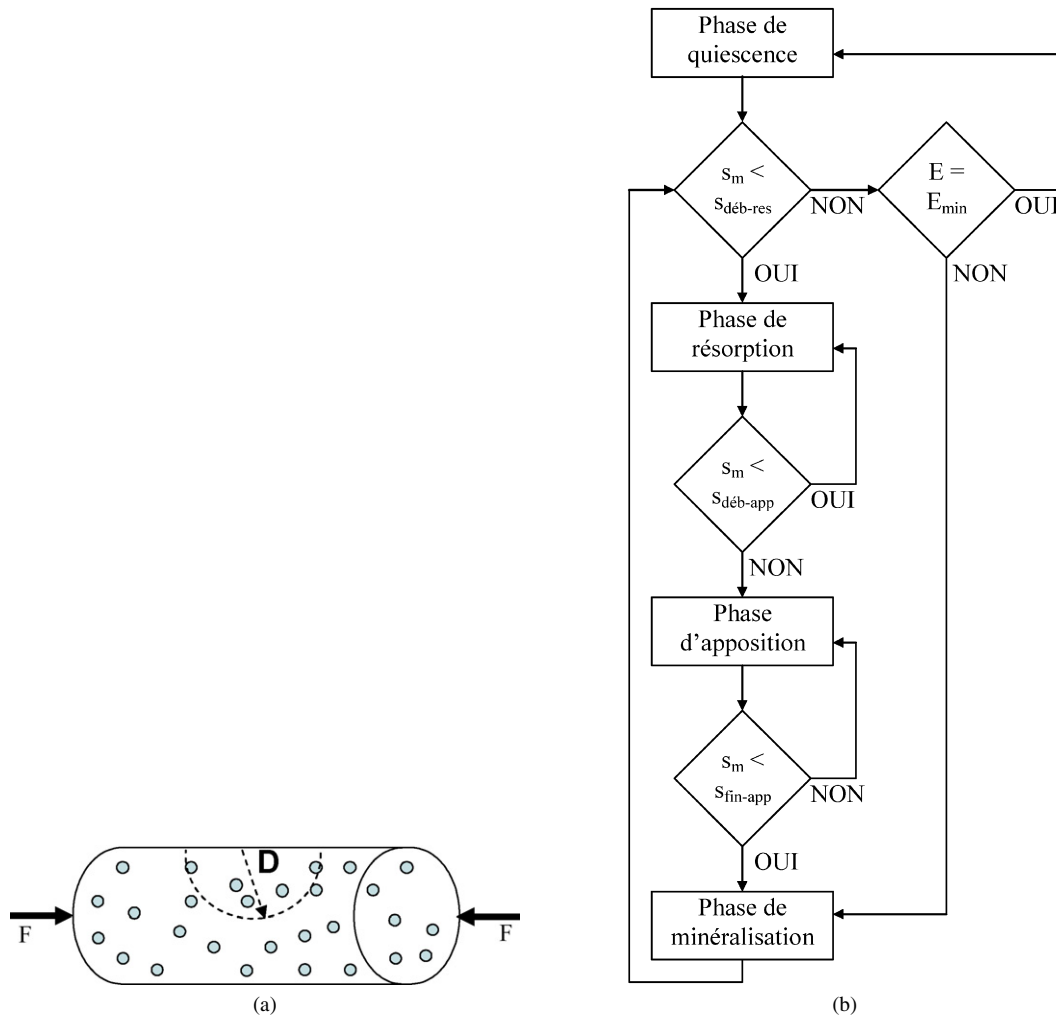 Phase de
quiescence
s_m <
s_déb-res
NON
E =
E_min
OUI
OUI
NON
Phase de
résorption
s_m <
s_déb-app
OUI
NON
Phase
d'apposition
s_m <
s_fin-app
NON
OUI
Phase de
minéralisation
D
F
F
(a)
(b)